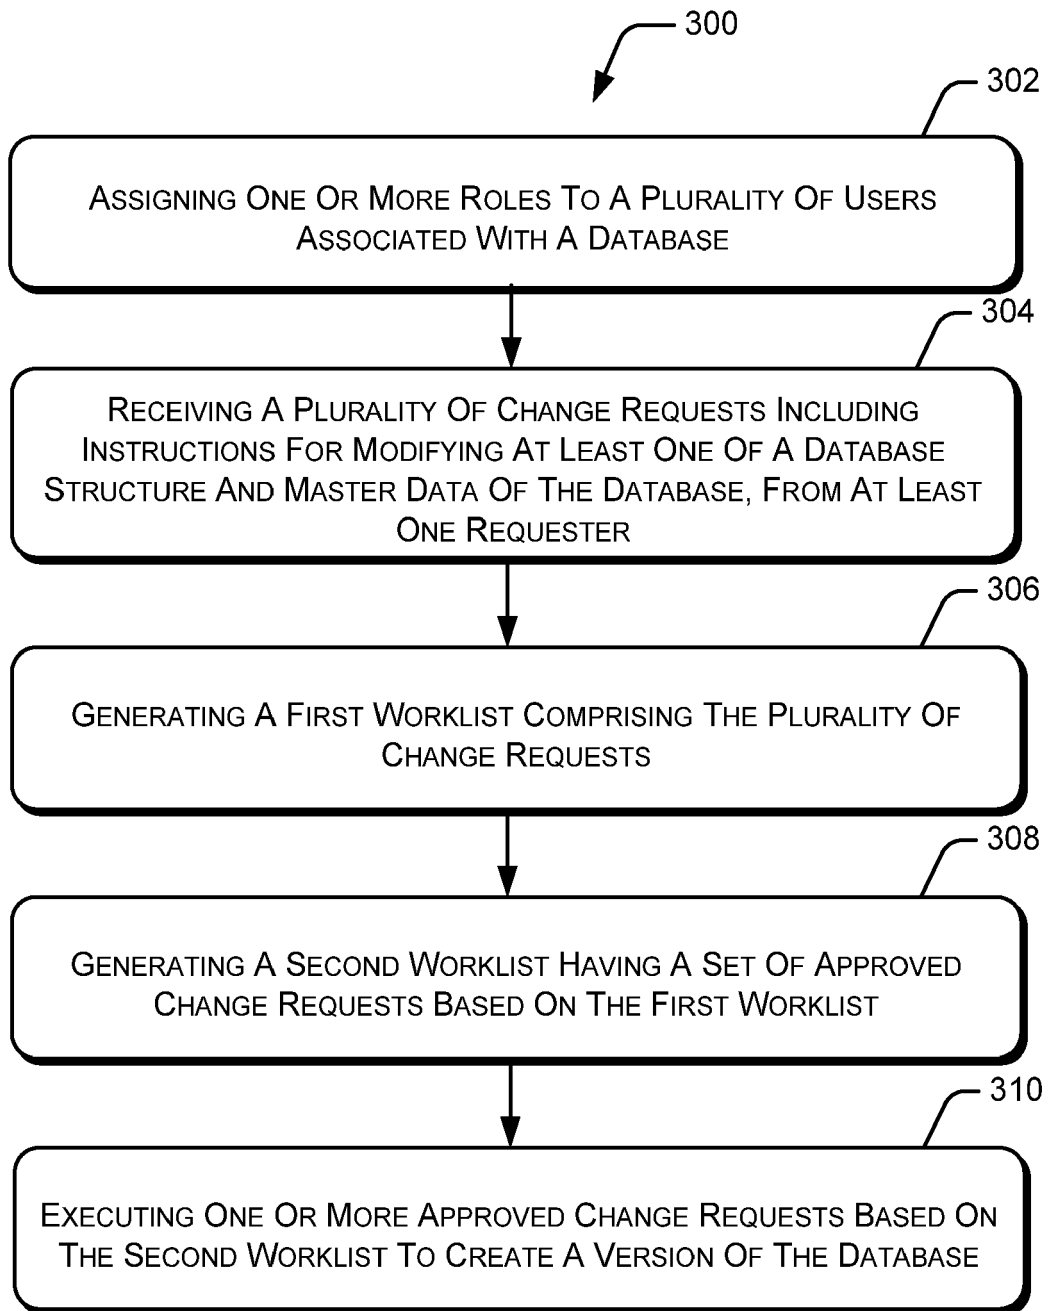 300
302
ASSIGNING ONE OR MORE ROLES TO A PLURALITY OF USERS
ASSOCIATED WITH A DATABASE
304
RECEIVING A PLURALITY OF CHANGE REQUESTS INCLUDING
INSTRUCTIONS FOR MODIFYING AT LEAST ONE OF A DATABASE
STRUCTURE AND MASTER DATA OF THE DATABASE, FROM AT LEAST
ONE REQUESTER
306
GENERATING A FIRST WORKLIST COMPRISING THE PLURALITY OF
CHANGE REQUESTS
308
GENERATING A SECOND WORKLIST HAVING A SET OF APPROVED
CHANGE REQUESTS BASED ON THE FIRST WORKLIST
310
EXECUTING ONE OR MORE APPROVED CHANGE REQUESTS BASED ON
THE SECOND WORKLIST TO CREATE A VERSION OF THE DATABASE